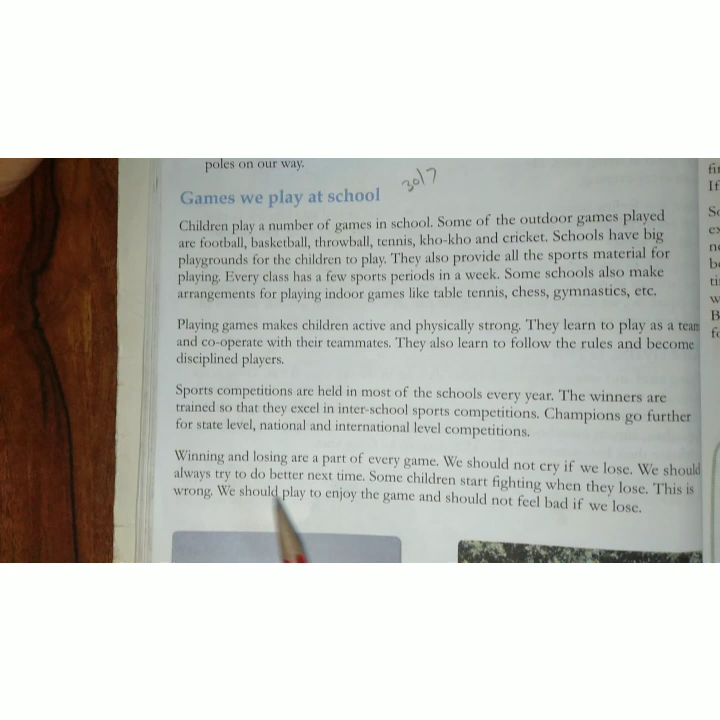 poles on our way.
30/7
Games we play at school
Children play a number of games in school. Some of the outdoor games played
are football, basketball, throwball, tennis, kho-kho and cricket. Schools have big
playgrounds for the children to play. They also provide all the sports material for
playing. Every class has a few sports periods in a week. Some schools also make
arrangements for playing indoor games like table tennis, chess, gymnastics, etc.
Playing games makes children active and physically strong. They learn to play as a team
and co-operate with their teammates. They also learn to follow the rules and become
disciplined players.
Sports competitions are held in most of the schools every year. The winners are
trained so that they excel in inter-school sports competitions. Champions go further
for state level, national and international level competitions.
Winning and losing are a part of every game. We should not cry if we lose. We should
always try to do better next time. Some children start fighting when they lose. This is
wrong. We should play to enjoy the game and should not feel bad if we lose.
If